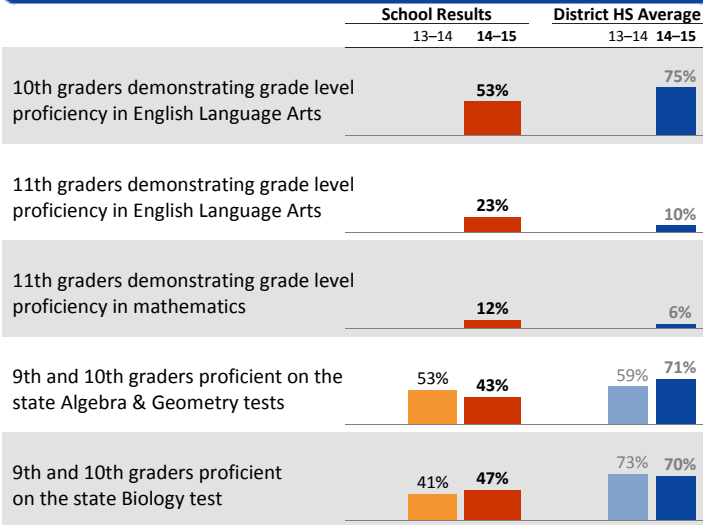 School Results District HS Average
13–14 14–15 13–14 14–15
10th graders demonstrating grade level
proficiency in English Language Arts
53% 75%
11th graders demonstrating grade level
proficiency in English Language Arts
23% 10%
11th graders demonstrating grade level
proficiency in mathematics
12% 6%
9th and 10th graders proficient on the
state Algebra & Geometry tests
53% 43% 59% 71%
9th and 10th graders proficient
on the state Biology test
41% 47% 73% 70%